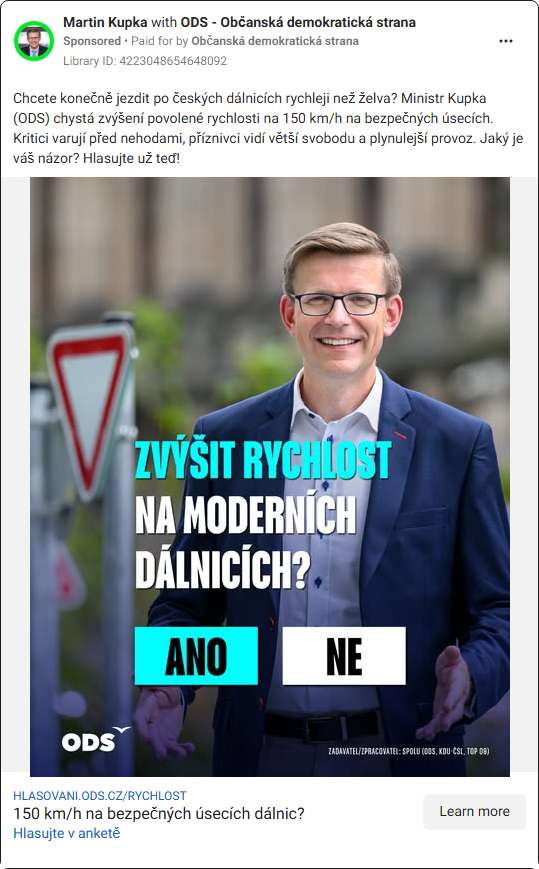 Martin Kupka with ODS - Občanská demokratická strana
Sponsored • Paid for by Občanská demokratická strana
Library ID: 4223048654648092
Chcete konečně jezdit po českých dálnicích rychleji než želva? Ministr Kupka
(ODS) chystá zvýšení povolené rychlosti na 150 km/h na bezpečných úsecích.
Kritici varují před nehodami, příznivci vidí větší svobodu a plynulejší provoz. Jaký je
váš názor? Hlasujte už teď!
ZVÝŠIT RYCHLOST
NA MODERNÍCH
DÁLNICÍCH?
ANO NE
ODS
ZADAVATEL/ZPRACOVATEL: SPOLU (ODS, KDU-ČSL, TOP 09)
HLASOVANI.ODS.CZ/RYCHLOST
150 km/h na bezpečných úsecích dálnic?
Hlasujte v anketě
Learn more